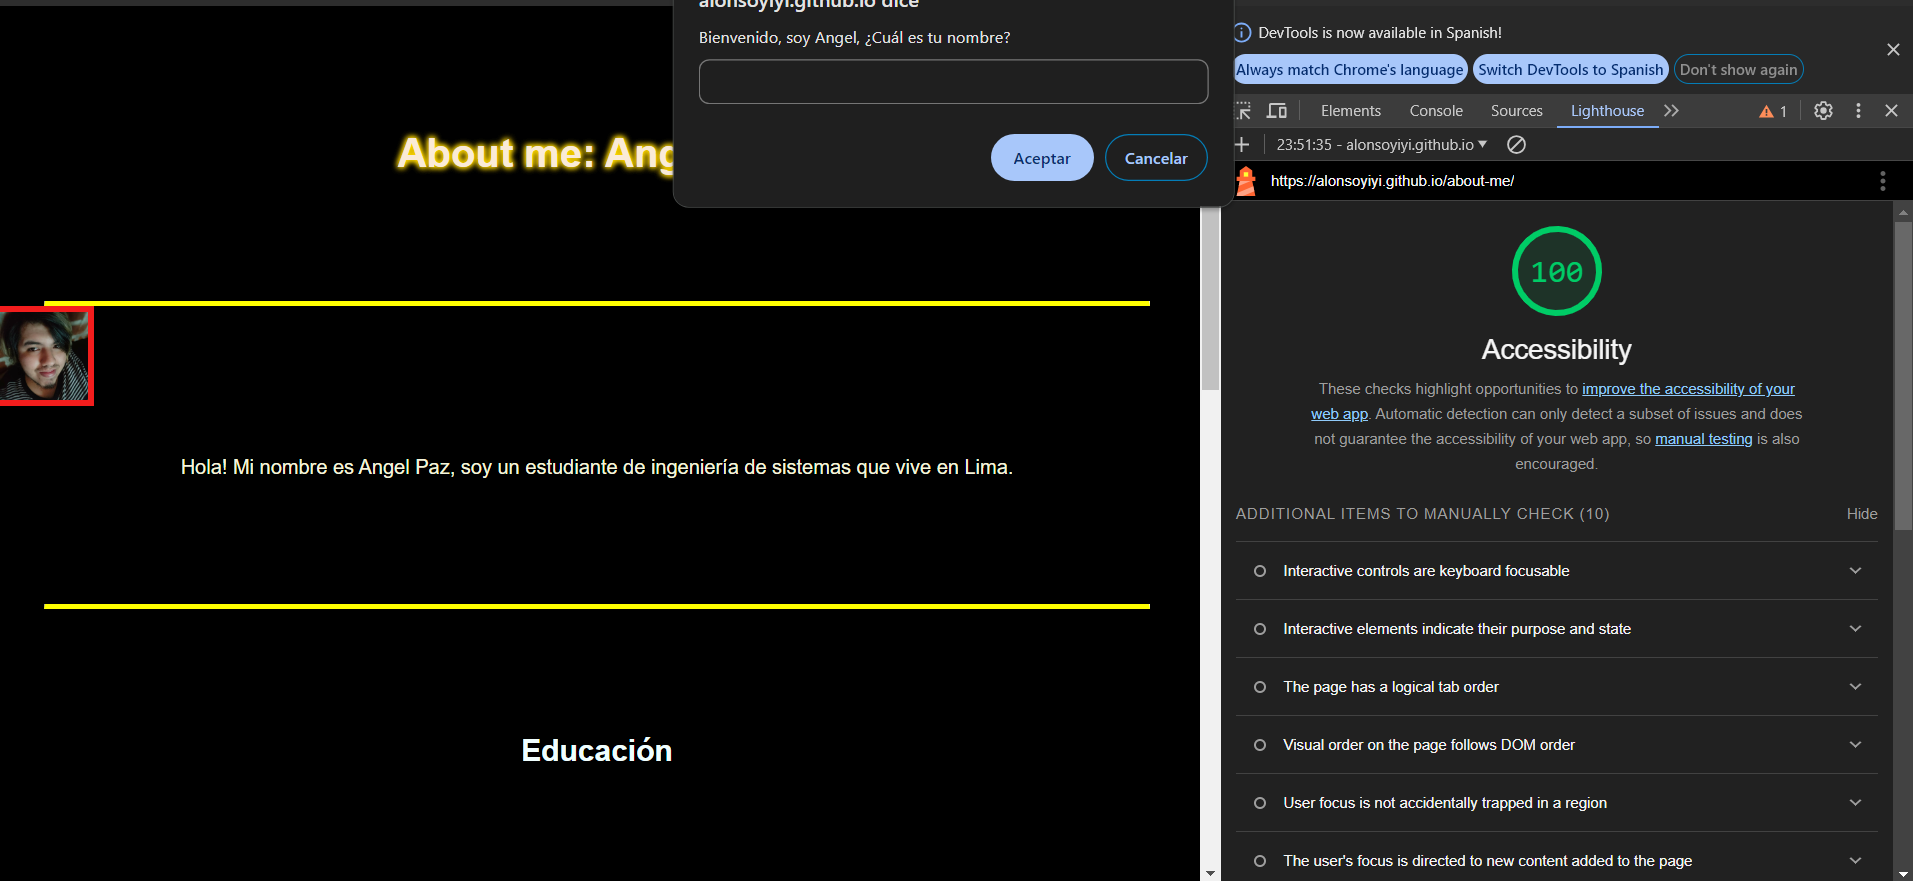 alonsoyiyi.github.io dice
Bienvenido, soy Angel, ¿Cuál es tu nombre?
Aceptar
Cancelar
About me: Ang
Hola! Mi nombre es Angel Paz, soy un estudiante de ingeniería de sistemas que vive en Lima.
Educación
DevTools is now available in Spanish!
Always match Chrome's language
Switch DevTools to Spanish
Don't show again
Elements
Console
Sources
Lighthouse
1
23:51:35 - alonsoyiyi.github.io
https://alonsoyiyi.github.io/about-me/
100
Accessibility
These checks highlight opportunities to improve the accessibility of your
web app. Automatic detection can only detect a subset of issues and does
not guarantee the accessibility of your web app, so manual testing is also
encouraged.
ADDITIONAL ITEMS TO MANUALLY CHECK (10)
Hide
Interactive controls are keyboard focusable
Interactive elements indicate their purpose and state
The page has a logical tab order
Visual order on the page follows DOM order
User focus is not accidentally trapped in a region
The user's focus is directed to new content added to the page